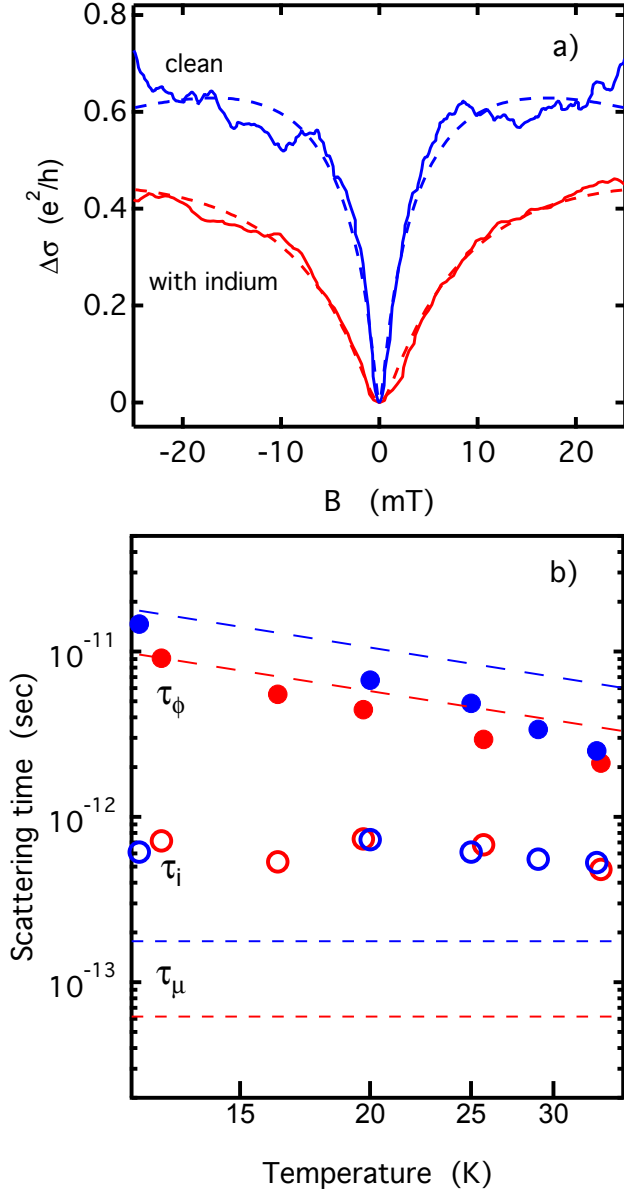 a)
clean
with indium
0.8
0.6
0.4
0.2
0
Δσ (e²/h)
-20 -10 0 10 20
B (mT)
b)
10⁻¹¹
10⁻¹²
10⁻¹³
Scattering time (sec)
τϕ
τi
τμ
15 20 25 30
Temperature (K)